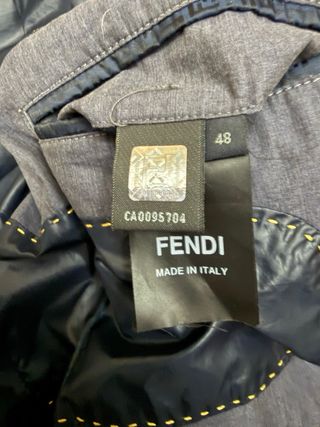 48
CA0095704
FENDI
MADE IN ITALY